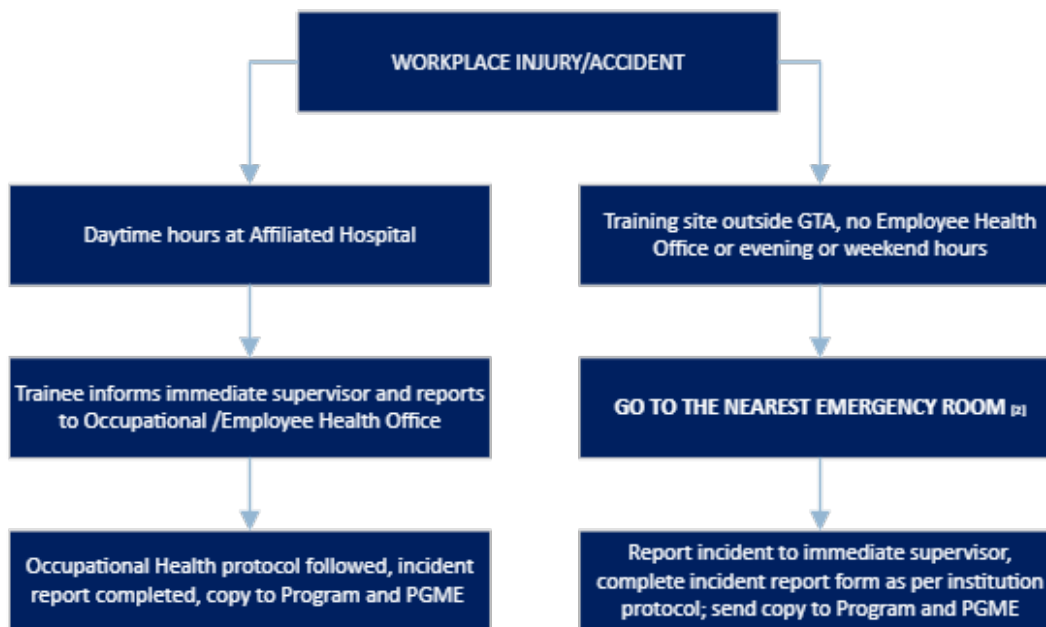 WORKPLACE INJURY/ACCIDENT
Daytime hours at Affiliated Hospital
Training site outside GTA, no Employee Health
Office or evening or weekend hours
Trainee informs immediate supervisor and reports
to Occupational /Employee Health Office
GO TO THE NEAREST EMERGENCY ROOM [2]
Occupational Health protocol followed, incident
report completed, copy to Program and PGME
Report incident to immediate supervisor,
complete incident report form as per institution
protocol; send copy to Program and PGME